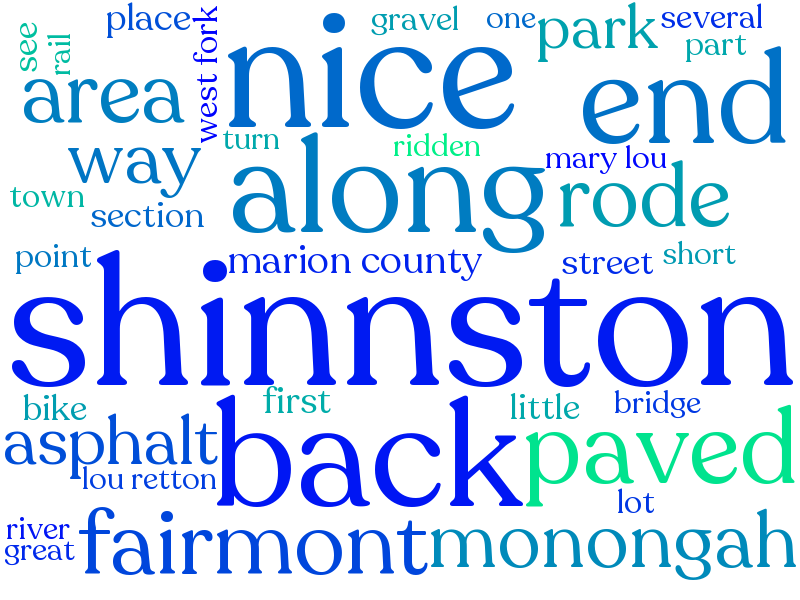 place
west fork
nice
gravel
one
park
several
part
see
rail
area
end
way
turn
along
ridden
mary lou
rode
town
section
point
marion county
street
short
shinnston
bike
first
little
bridge
asphalt
back
paved
lou retton
lot
river
great
fairmont
monongah